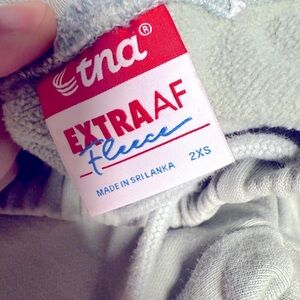 tna®
EXTRA AF
Fleece
MADE IN SRI LANKA 2XS